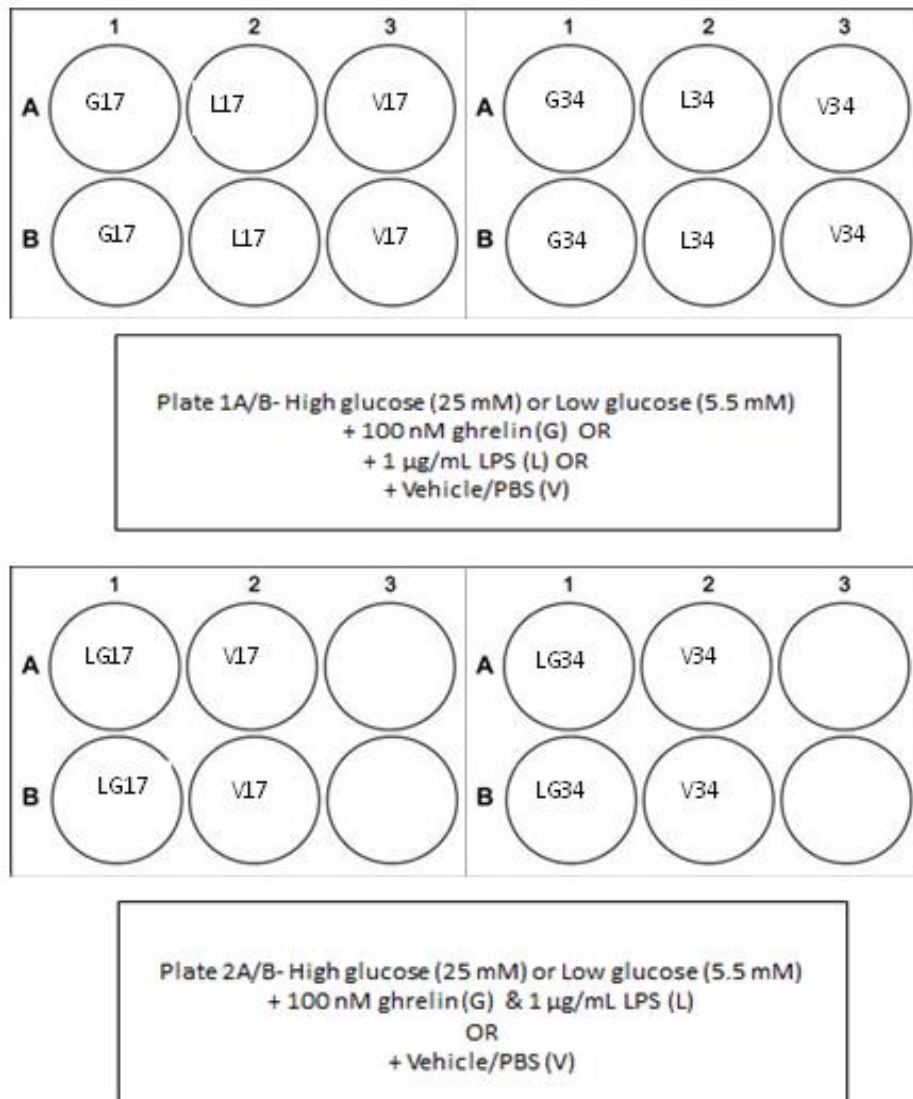 1 2 3 1 2 3
A G17 L17 V17 A G34 L34 V34
B G17 L17 V17 B G34 L34 V34
Plate 1A/B- High glucose (25 mM) or Low glucose (5.5 mM)
+ 100 nM ghrelin (G) OR
+ 1 µg/mL LPS (L) OR
+ Vehicle/PBS (V)
1 2 3 1 2 3
A LG17 V17 A LG34 V34
B LG17 V17 B LG34 V34
Plate 2A/B- High glucose (25 mM) or Low glucose (5.5 mM)
+ 100 nM ghrelin (G) & 1 µg/mL LPS (L)
OR
+ Vehicle/PBS (V)